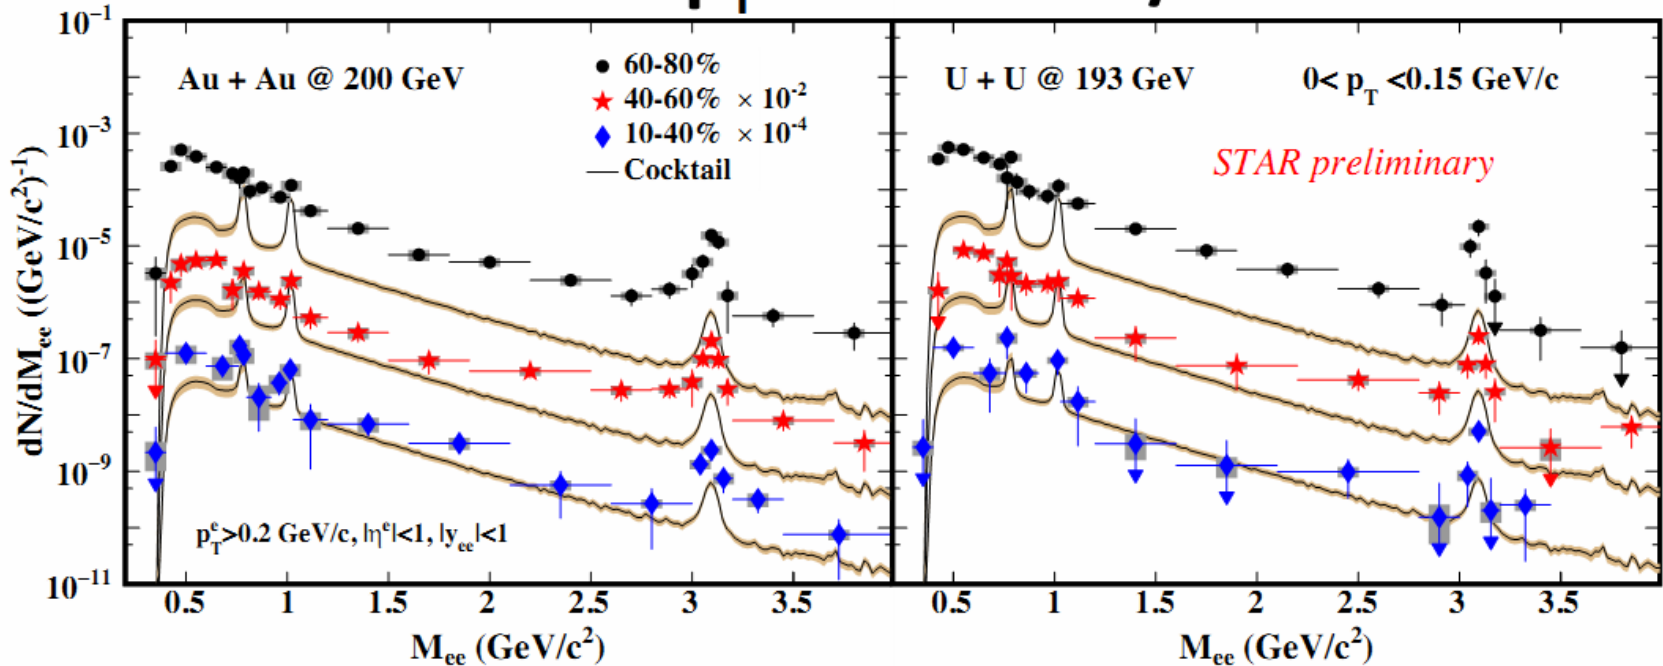 Au + Au @ 200 GeV
60-80%
40-60% × 10⁻²
10-40% × 10⁻⁴
Cocktail
p_T^e>0.2 GeV/c, |η^e|<1, |y_ee|<1
U + U @ 193 GeV 0< p_T <0.15 GeV/c
STAR preliminary
dN/dM_ee ((GeV/c²)⁻¹)
10⁻¹
10⁻³
10⁻⁵
10⁻⁷
10⁻⁹
10⁻¹¹
0.5 1 1.5 2 2.5 3 3.5
0.5 1 1.5 2 2.5 3 3.5
M_ee (GeV/c²)
M_ee (GeV/c²)